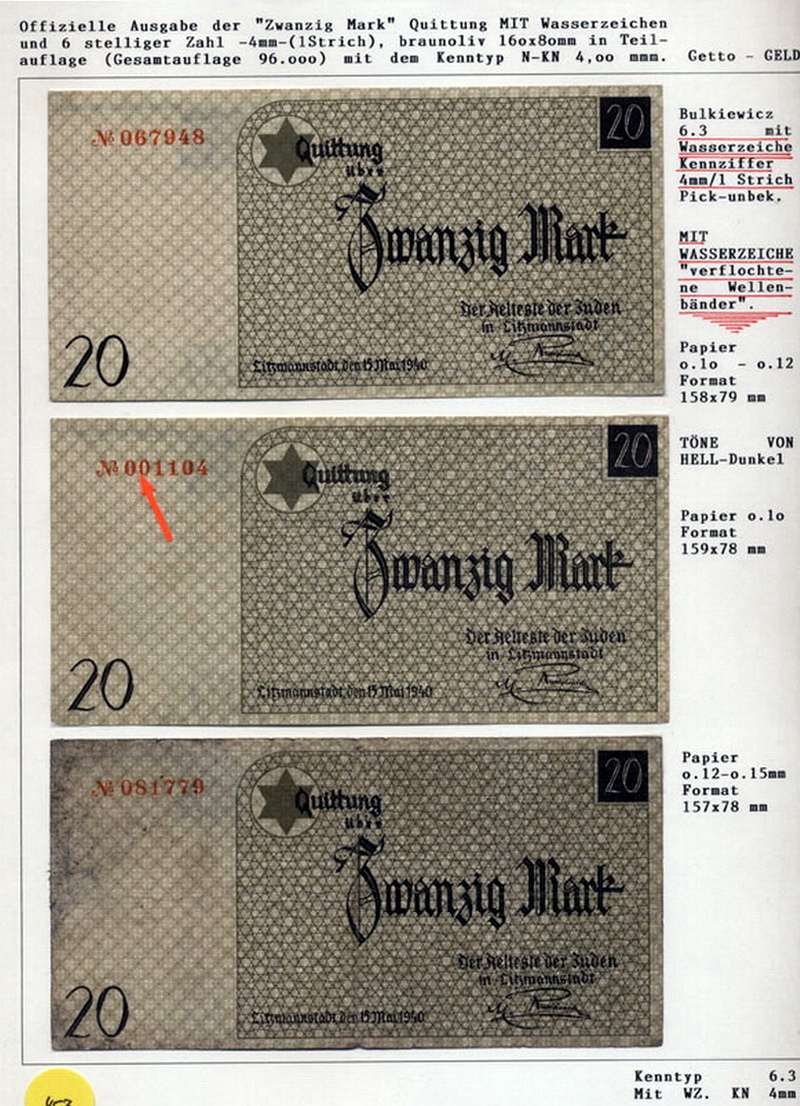 Offizielle Ausgabe der "Zwanzig Mark" Quittung MIT Wasserzeichen
und 6 stelliger Zahl -4mm-(1Strich), braunoliv 16ox8omm in Teil-
auflage (Gesamtauflage 96.ooo) mit dem Kenntyp N-KN 4,oo mmm. Getto - GELD
№ 067948
20
Quittung
über
Zwanzig Mark
Der Aelteste der Juden
in Litzmannstadt
Litzmannstadt, den 15 Mai 1940
20
Bulkiewicz
6.3 mit
Wasserzeiche
Kennziffer
4mm/1 Strich
Pick-unbek.
MIT
WASSERZEICHE
"verflochte-
ne Wellen-
bänder".
Papier
o.1o - o.12
Format
158x79 mm
№ 001104
20
Quittung
über
Zwanzig Mark
Der Aelteste der Juden
in Litzmannstadt
Litzmannstadt, den 15 Mai 1940
20
TÖNE VON
HELL-Dunkel
Papier o.1o
Format
159x78 mm
№ 081779
20
Quittung
über
Zwanzig Mark
Der Aelteste der Juden
in Litzmannstadt
Litzmannstadt, den 15 Mai 1940
20
Papier
o.12-o.15mm
Format
157x78 mm
Kenntyp 6.3
Mit WZ. KN 4mm